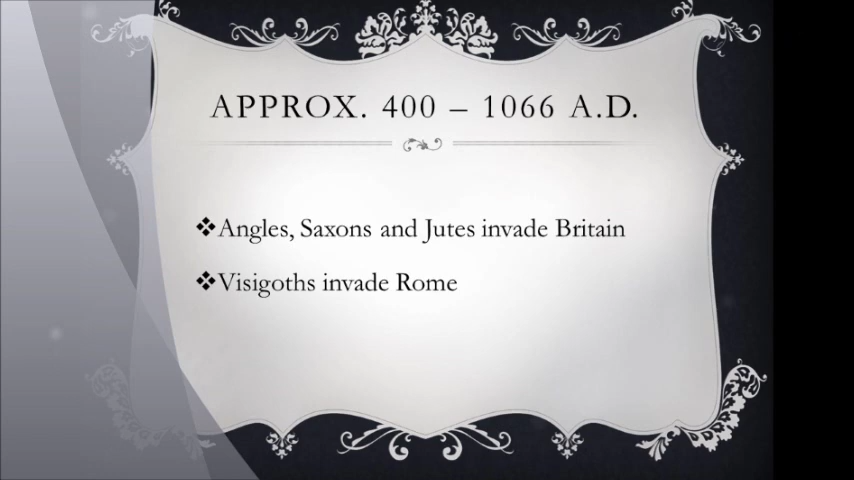 APPROX. 400 – 1066 A.D.
❖Angles, Saxons and Jutes invade Britain
❖Visigoths invade Rome